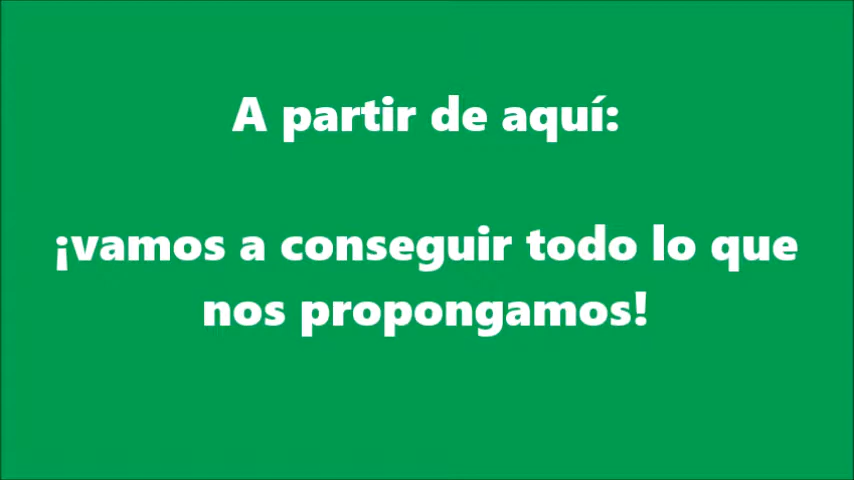 A partir de aquí:
¡vamos a conseguir todo lo que
nos propongamos!